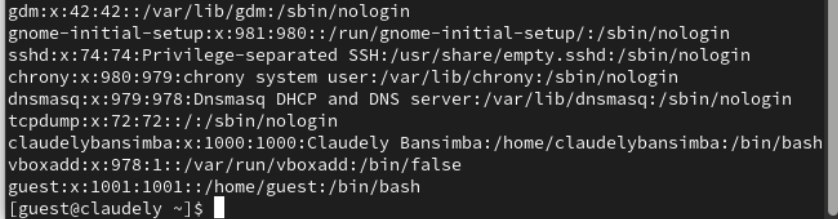 gdm:x:42:42::/var/lib/gdm:/sbin/nologin
gnome-initial-setup:x:981:980::/run/gnome-initial-setup/:/sbin/nologin
sshd:x:74:74:Privilege-separated SSH:/usr/share/empty.sshd:/sbin/nologin
chrony:x:980:979:chrony system user:/var/lib/chrony:/sbin/nologin
dnsmasq:x:979:978:Dnsmasq DHCP and DNS server:/var/lib/dnsmasq:/sbin/nologin
tcpdump:x:72:72::/:/sbin/nologin
claudelybansimba:x:1000:1000:Claudely Bansimba:/home/claudelybansimba:/bin/bash
vboxadd:x:978:1::/var/run/vboxadd:/bin/false
guest:x:1001:1001::/home/guest:/bin/bash
[guest@claudely ~]$